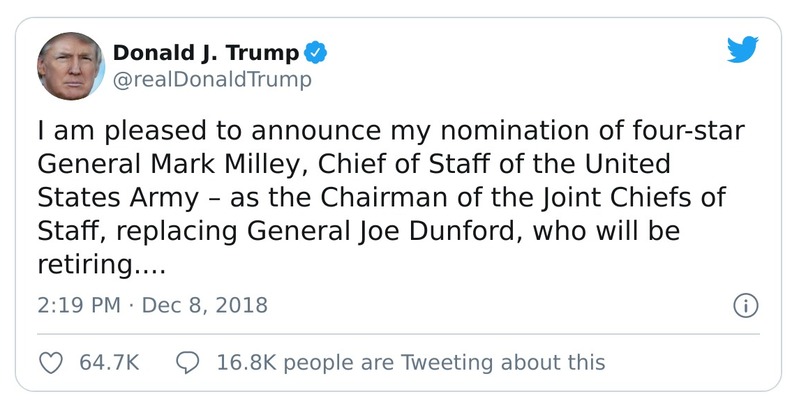 Donald J. Trump
@realDonaldTrump
I am pleased to announce my nomination of four-star
General Mark Milley, Chief of Staff of the United
States Army – as the Chairman of the Joint Chiefs of
Staff, replacing General Joe Dunford, who will be
retiring....
2:19 PM · Dec 8, 2018
64.7K 16.8K people are Tweeting about this